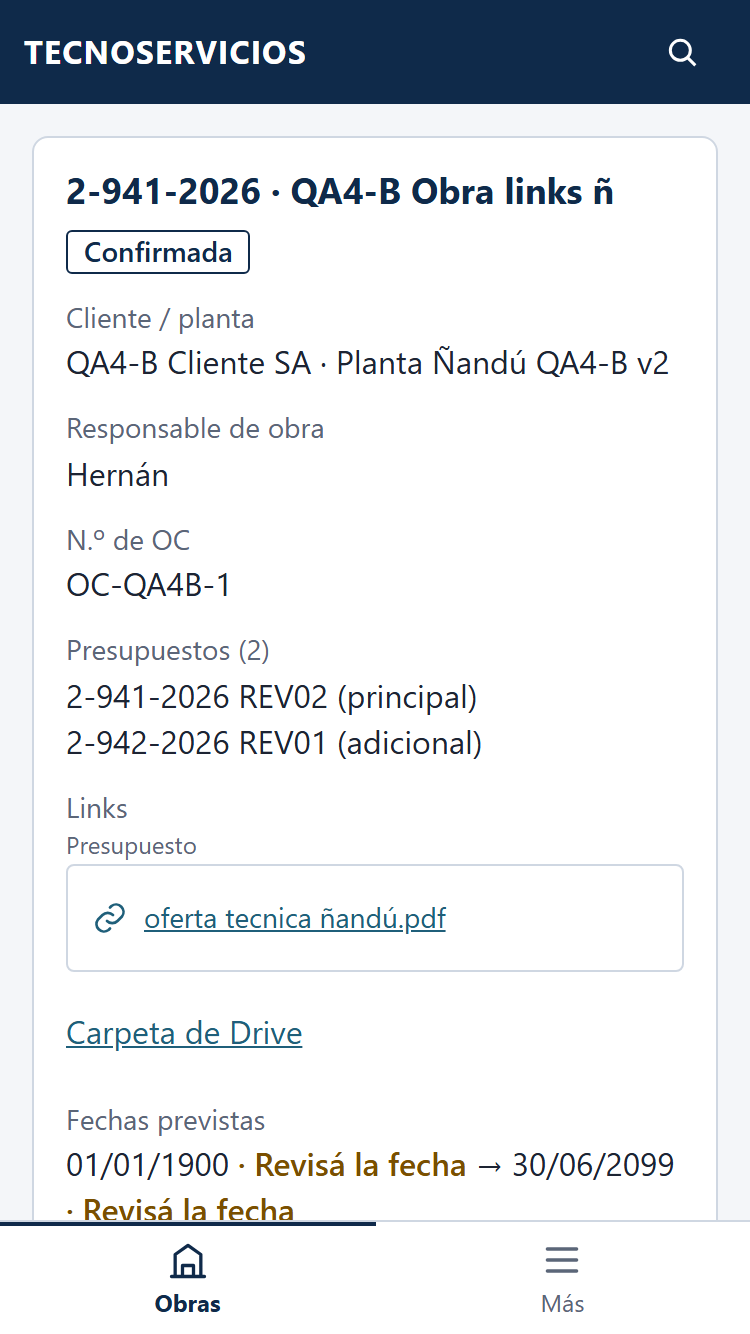 TECNOSERVICIOS
2-941-2026 · QA4-B Obra links ñ
Confirmada
Cliente / planta
QA4-B Cliente SA · Planta Ñandú QA4-B v2
Responsable de obra
Hernán
N.º de OC
OC-QA4B-1
Presupuestos (2)
2-941-2026 REV02 (principal)
2-942-2026 REV01 (adicional)
Links
Presupuesto
oferta tecnica ñandú.pdf
Carpeta de Drive
Fechas previstas
01/01/1900 · Revisá la fecha → 30/06/2099
· Revisá la fecha
Obras
Más